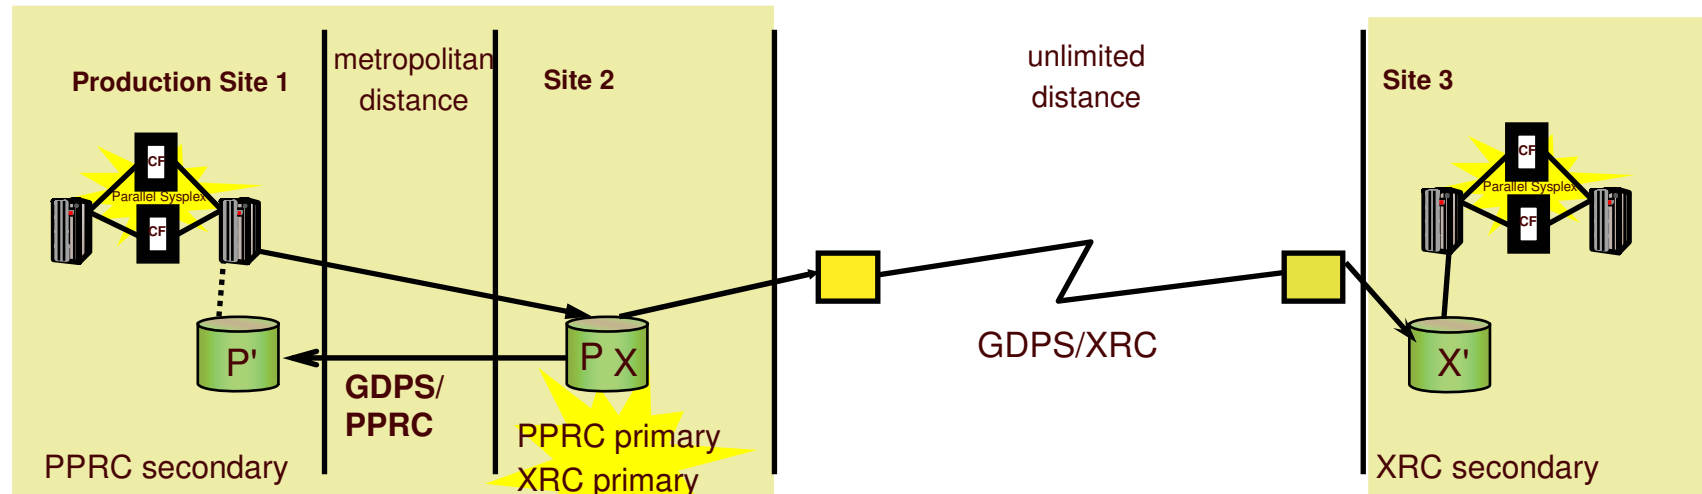 Production Site 1
metropolitan
distance
Site 2
unlimited
distance
Site 3
CF
Parallel Sysplex
CF
CF
Parallel Sysplex
CF
P'
P X
GDPS/XRC
X'
GDPS/
PPRC
PPRC secondary
PPRC primary
XRC primary
XRC secondary